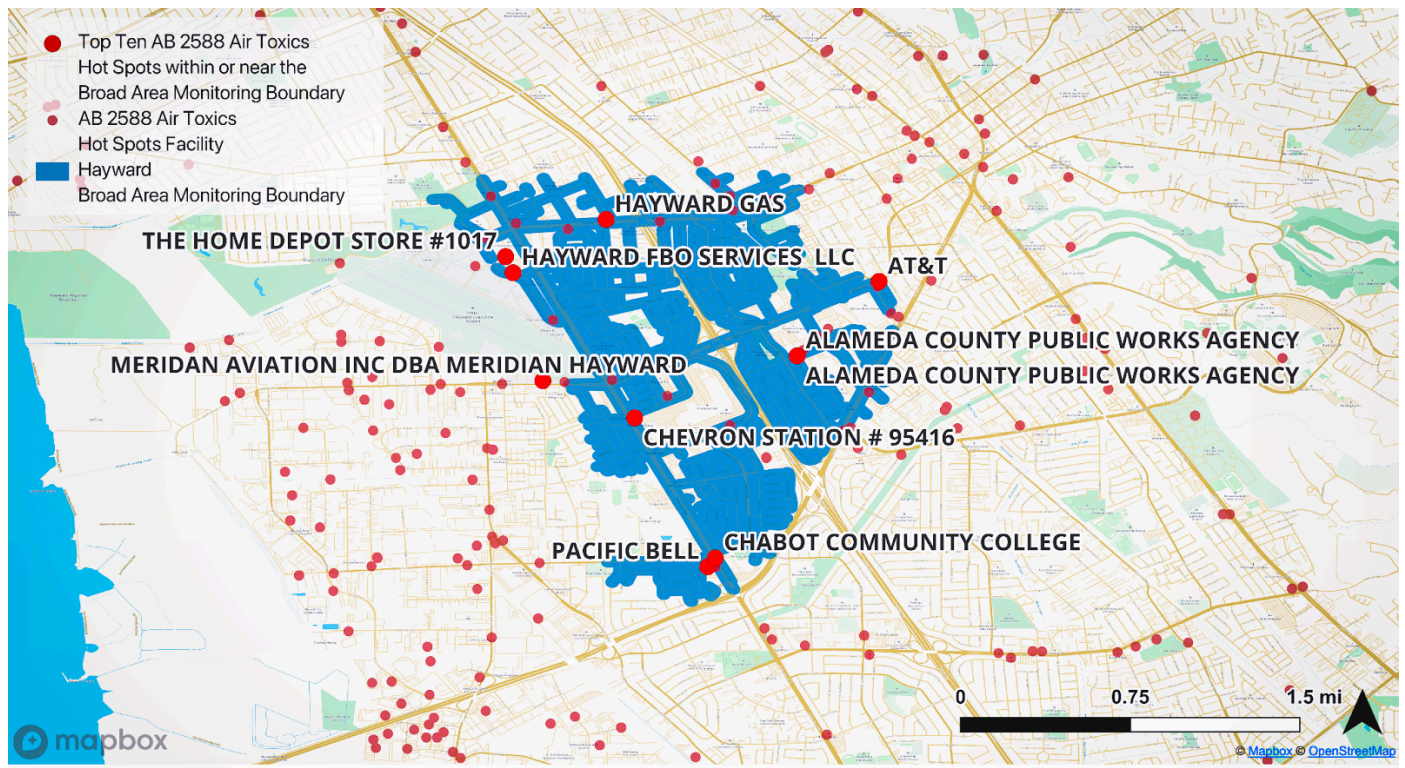 Top Ten AB 2588 Air Toxics
Hot Spots within or near the
Broad Area Monitoring Boundary
AB 2588 Air Toxics
Hot Spots Facility
Hayward
Broad Area Monitoring Boundary
HAYWARD GAS
THE HOME DEPOT STORE #1017
HAYWARD FBO SERVICES LLC
AT&T
ALAMEDA COUNTY PUBLIC WORKS AGENCY
MERIDAN AVIATION INC DBA MERIDIAN HAYWARD
ALAMEDA COUNTY PUBLIC WORKS AGENCY
CHEVRON STATION # 95416
CHABOT COMMUNITY COLLEGE
PACIFIC BELL
0 0.75 1.5 mi
mapbox
© Mapbox © OpenStreetMap